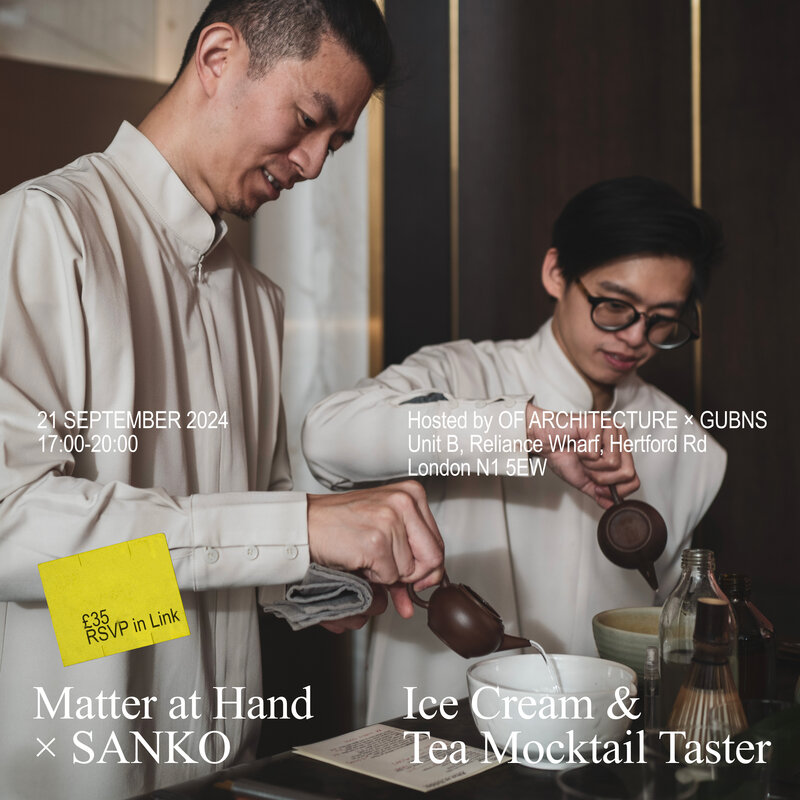 21 SEPTEMBER 2024
17:00-20:00
Hosted by OF ARCHITECTURE × GUBNS
Unit B, Reliance Wharf, Hertford Rd
London N1 5EW
£35
RSVP in Link
Matter at Hand
× SANKO
Ice Cream &
Tea Mocktail Taster